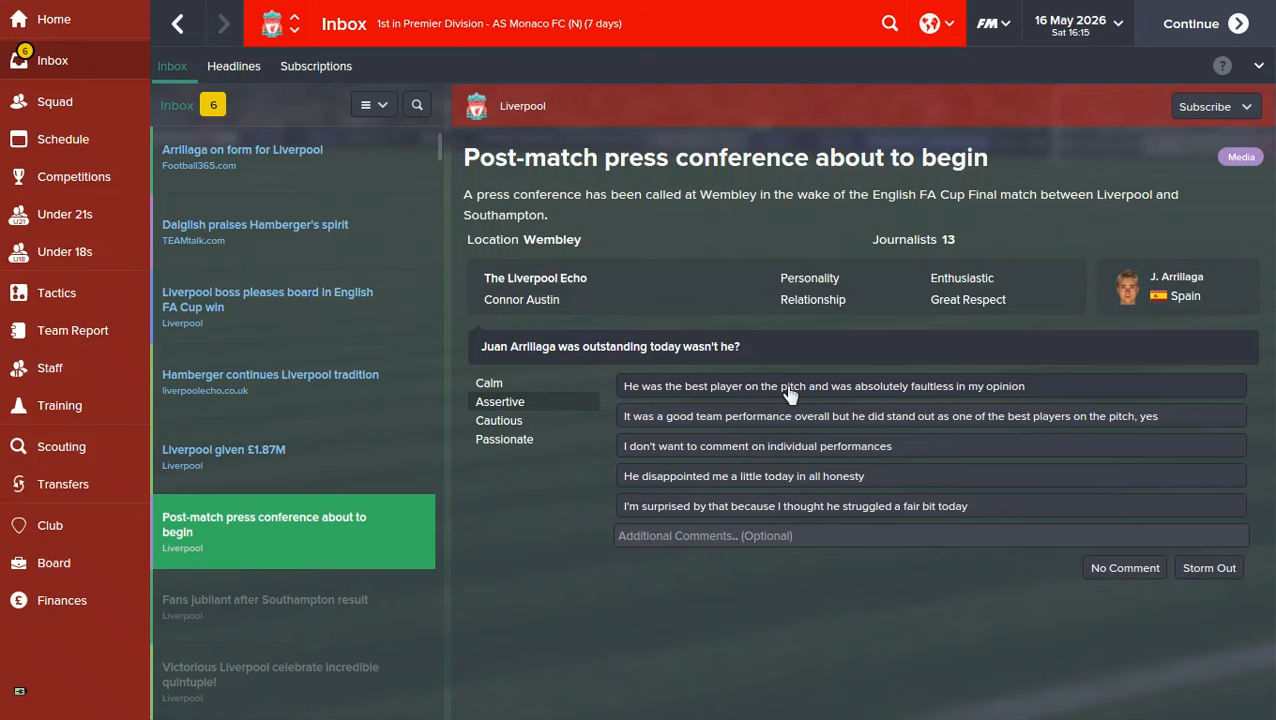 Home
Inbox
1st in Premier Division - AS Monaco FC (N) (7 days)
FM
16 May 2026
Sat 16:15
Continue
6
Inbox
Squad
Schedule
Competitions
U21
Under 21s
U18
Under 18s
Tactics
Team Report
Staff
Training
Scouting
Transfers
Club
Board
£
Finances
Inbox
Headlines
Subscriptions
?
Inbox
6
Arrillaga on form for Liverpool
Football365.com
Dalglish praises Hamberger's spirit
TEAMtalk.com
Liverpool boss pleases board in English
FA Cup win
Liverpool
Hamberger continues Liverpool tradition
liverpoolecho.co.uk
Liverpool given £1.87M
Liverpool
Post-match press conference about to
begin
Liverpool
Fans jubilant after Southampton result
Liverpool
Victorious Liverpool celebrate incredible
quintuple!
Liverpool
Liverpool
Subscribe
Post-match press conference about to begin
Media
A press conference has been called at Wembley in the wake of the English FA Cup Final match between Liverpool and
Southampton.
Location Wembley
Journalists 13
The Liverpool Echo
Personality
Enthusiastic
Connor Austin
Relationship
Great Respect
J. Arrillaga
Spain
Juan Arrillaga was outstanding today wasn't he?
Calm
Assertive
Cautious
Passionate
He was the best player on the pitch and was absolutely faultless in my opinion
It was a good team performance overall but he did stand out as one of the best players on the pitch, yes
I don't want to comment on individual performances
He disappointed me a little today in all honesty
I'm surprised by that because I thought he struggled a fair bit today
Additional Comments.. (Optional)
No Comment
Storm Out